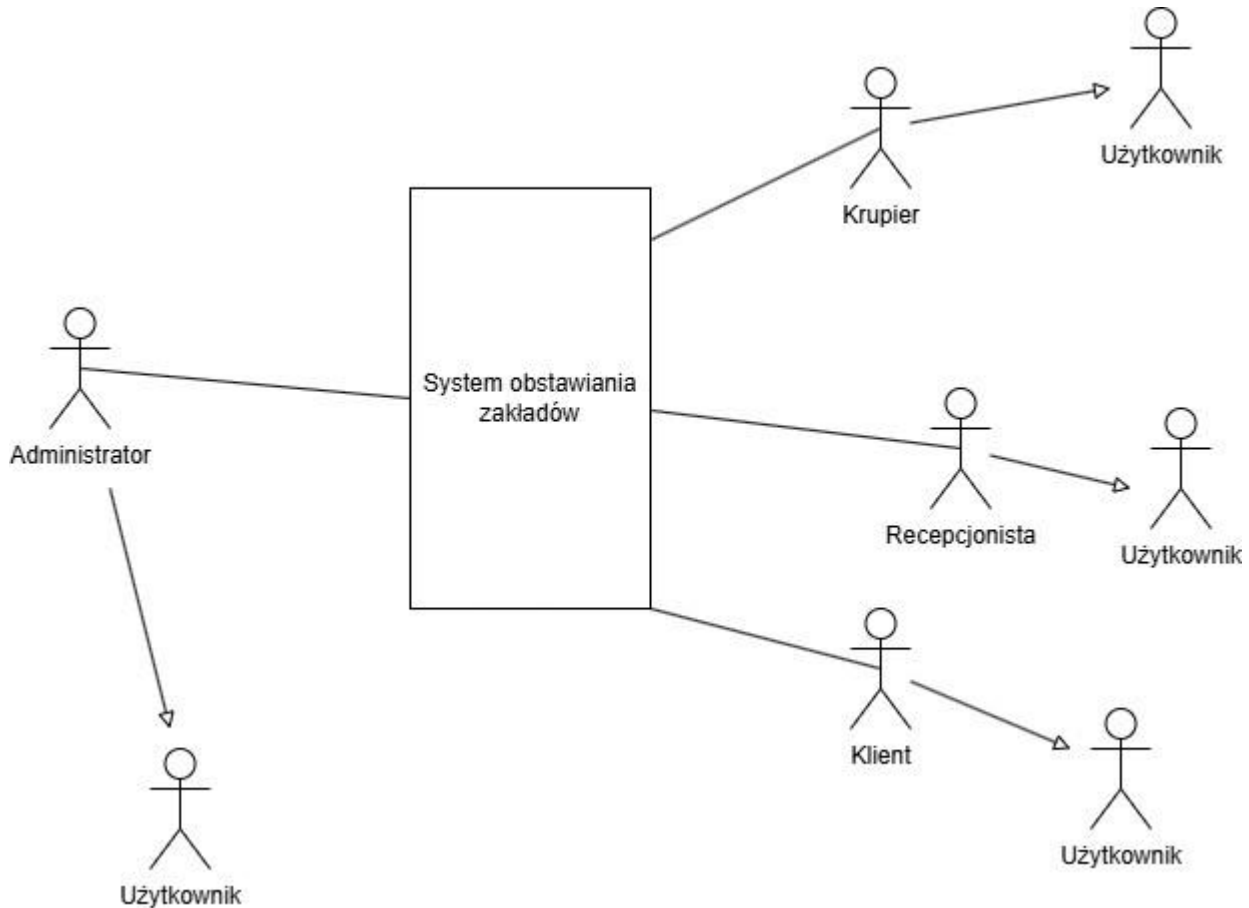 Użytkownik
Krupier
System obstawiania
zakładów
Administrator
Recepcjonista
Użytkownik
Klient
Użytkownik
Użytkownik